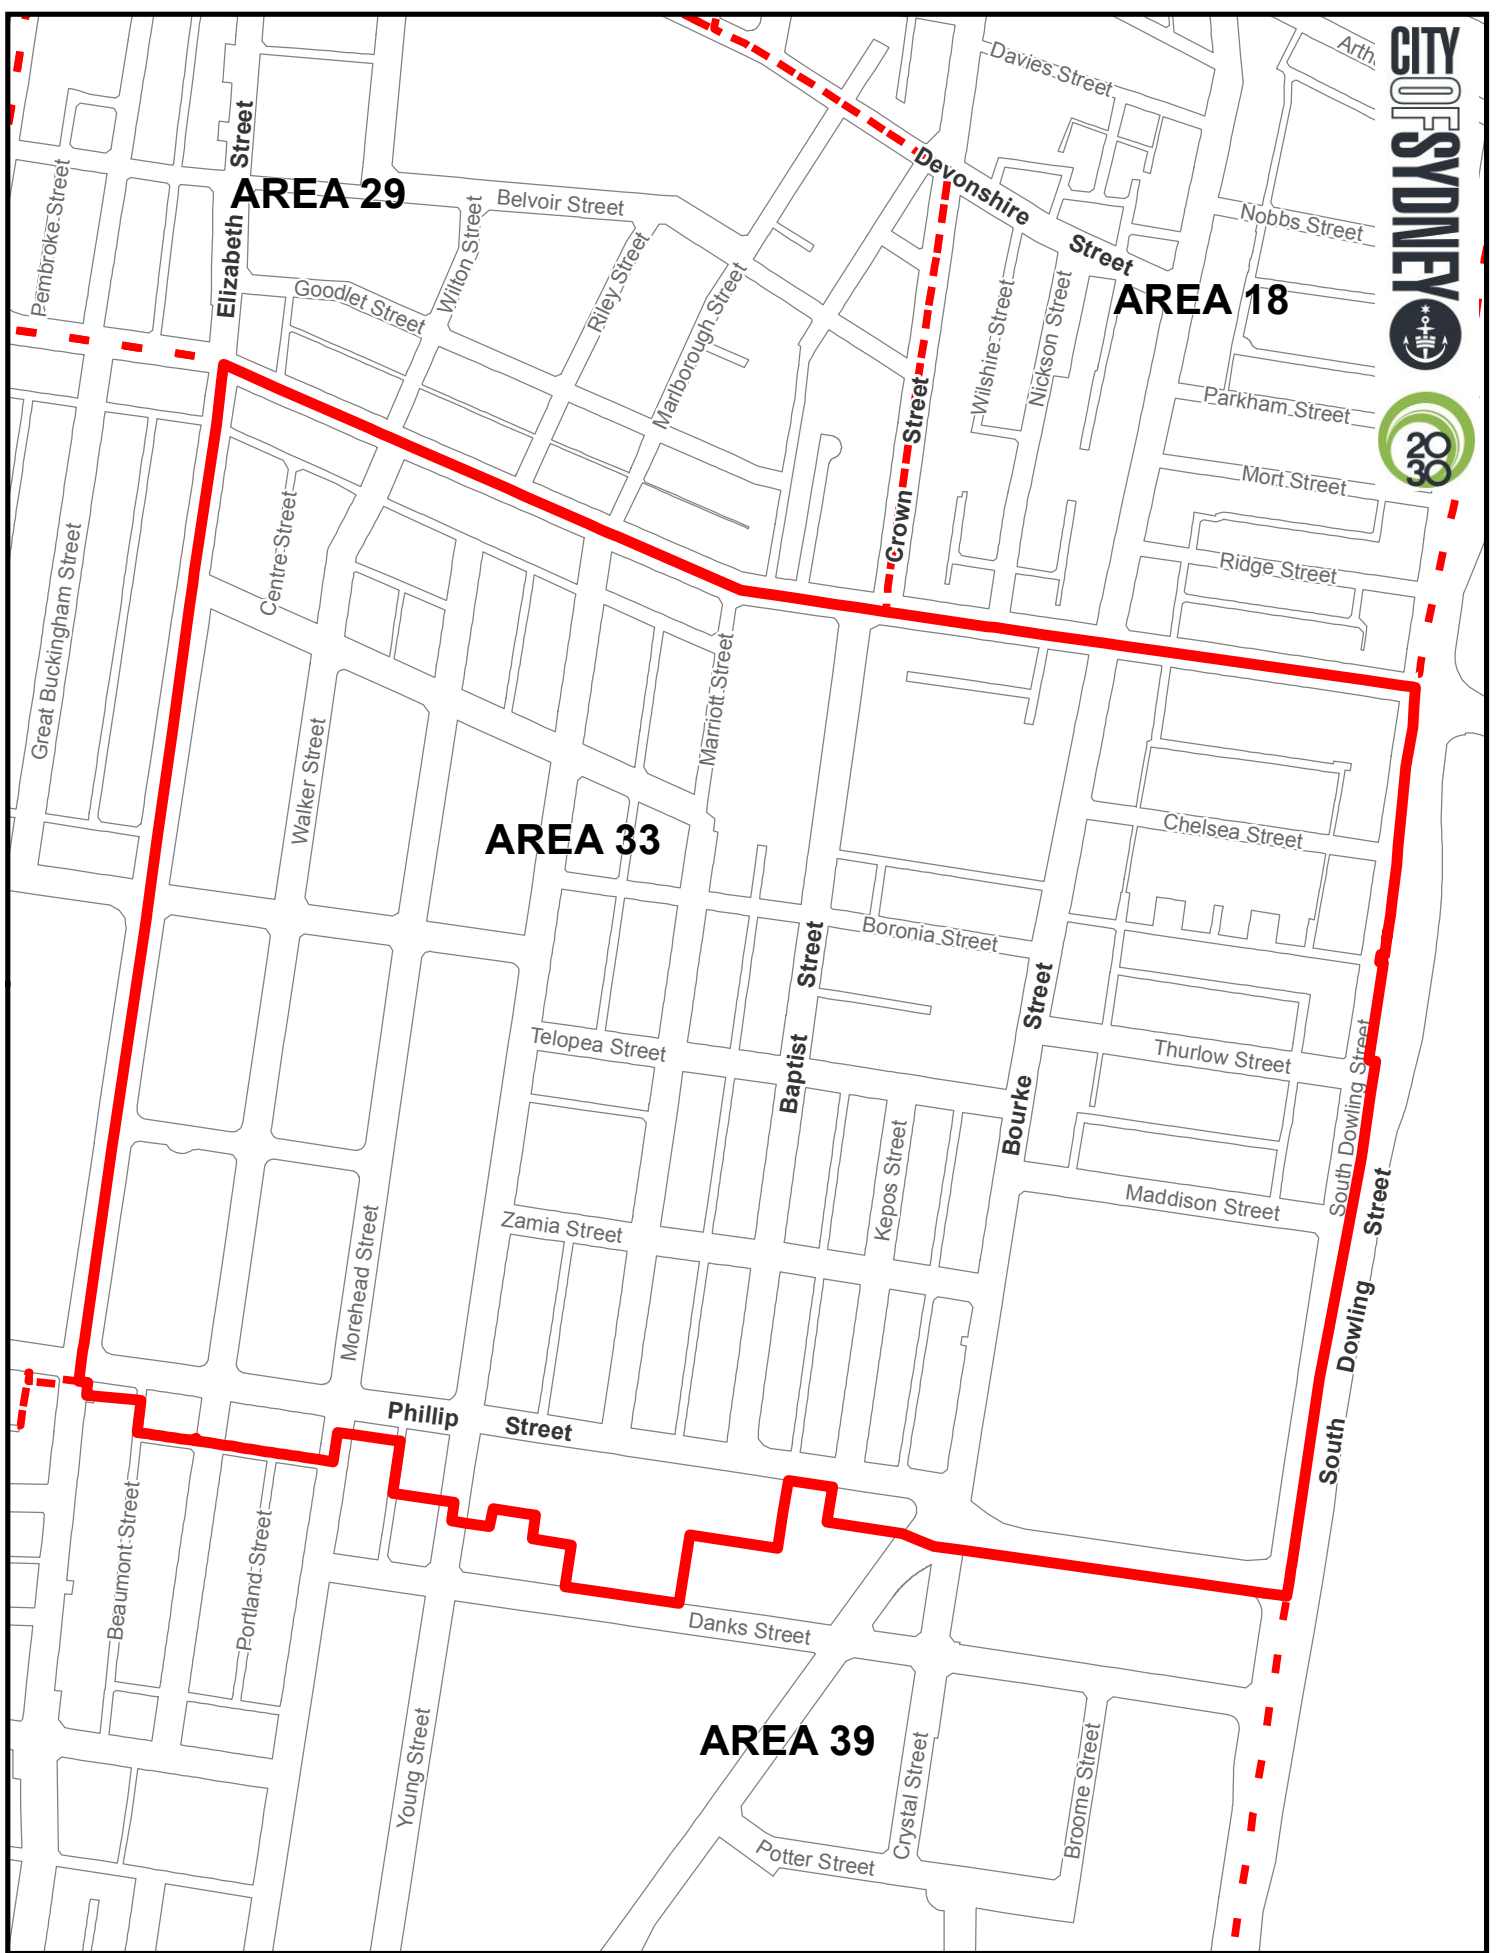 CITY OF SYDNEY
2030
Arth
Davies Street
Devonshire
Street
Elizabeth Street
AREA 29
Pembroke Street
Belvoir Street
Wilton Street
Nobbs Street
Goodlet Street
Riley Street
Marlborough Street
AREA 18
Wilshire Street
Nickson Street
Crown Street
Parkham Street
Mort Street
Ridge Street
Centre Street
Great Buckingham Street
Marriott Street
Walker Street
AREA 33
Chelsea Street
Boronia Street
Baptist Street
Bourke Street
Telopea Street
Thurlow Street
South Dowling Street
Kepos Street
Maddison Street
Zamia Street
Morehead Street
South Dowling Street
Phillip Street
Beaumont Street
Portland Street
Danks Street
AREA 39
Young Street
Crystal Street
Broome Street
Potter Street